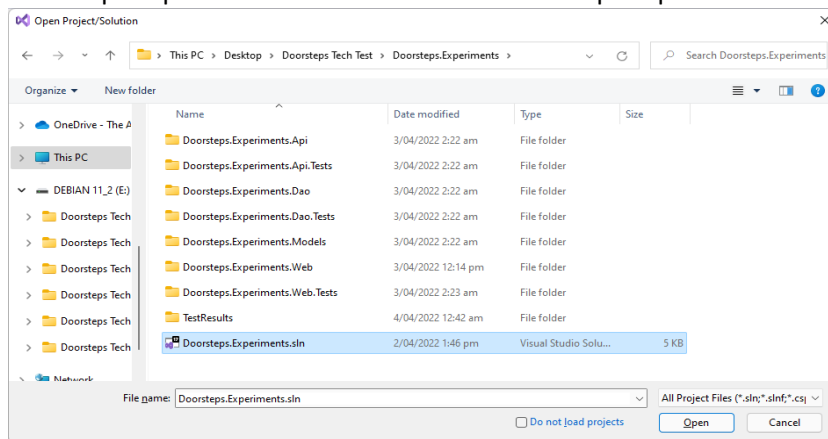 Open Project/Solution
This PC > Desktop > Doorsteps Tech Test > Doorsteps.Experiments >
Search Doorsteps.Experiments
Organize New folder
Name Date modified Type Size
OneDrive - The A
This PC
DEBIAN 11_2 (E:)
Doorsteps Tech
Doorsteps Tech
Doorsteps Tech
Doorsteps Tech
Doorsteps Tech
Doorsteps Tech
Network
Doorsteps.Experiments.Api 3/04/2022 2:22 am File folder
Doorsteps.Experiments.Api.Tests 3/04/2022 2:22 am File folder
Doorsteps.Experiments.Dao 3/04/2022 2:22 am File folder
Doorsteps.Experiments.Dao.Tests 3/04/2022 2:22 am File folder
Doorsteps.Experiments.Models 3/04/2022 2:22 am File folder
Doorsteps.Experiments.Web 3/04/2022 12:14 pm File folder
Doorsteps.Experiments.Web.Tests 3/04/2022 2:23 am File folder
TestResults 4/04/2022 12:42 am File folder
Doorsteps.Experiments.sln 2/04/2022 1:46 pm Visual Studio Solu... 5 KB
File name: Doorsteps.Experiments.sln All Project Files (*.sln;*.slnf;*.csj
Do not load projects Open Cancel